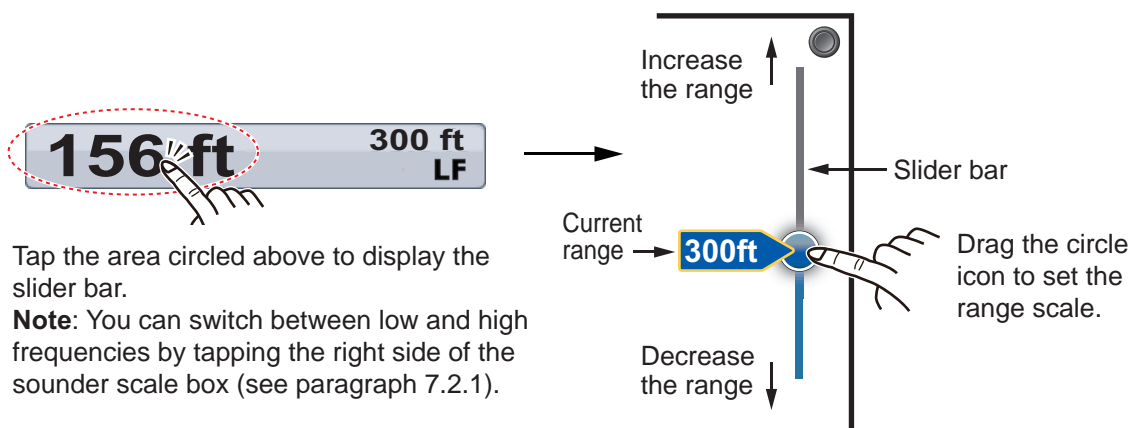 156 ft
300 ft
LF
Tap the area circled above to display the
slider bar.
Note: You can switch between low and high
frequencies by tapping the right side of the
sounder scale box (see paragraph 7.2.1).
Increase
the range
Slider bar
Current
range
300ft
Drag the circle
icon to set the
range scale.
Decrease
the range